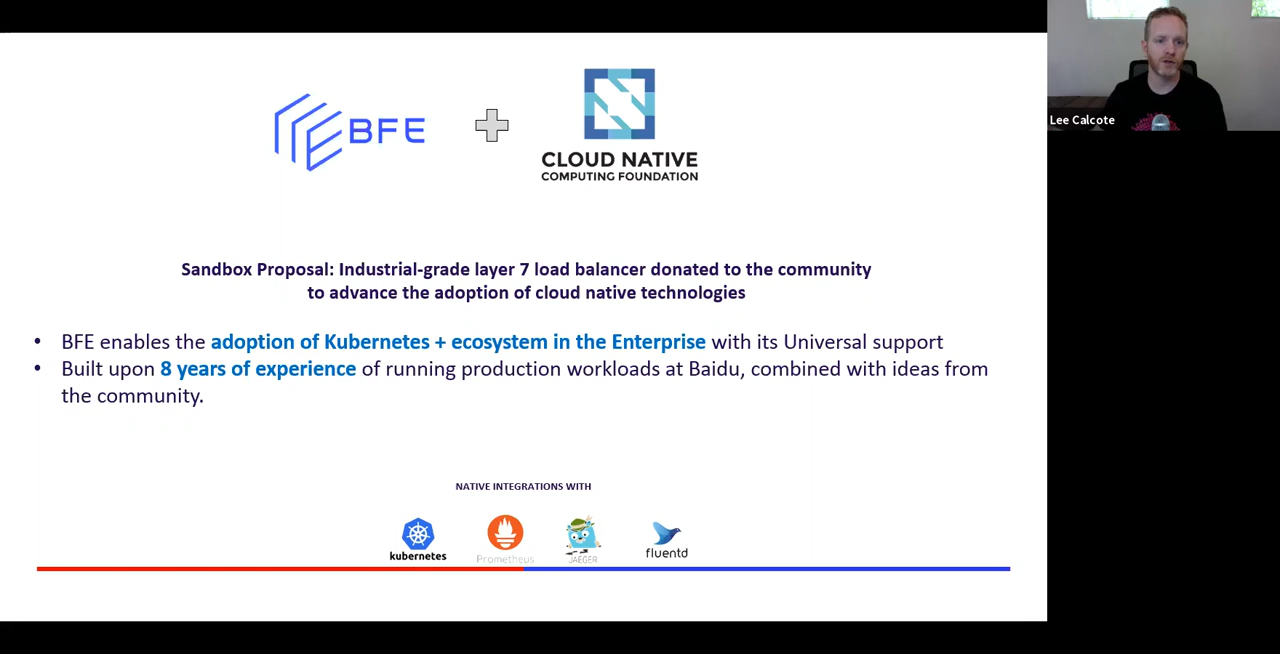 BFE
CLOUD NATIVE
COMPUTING FOUNDATION
Lee Calcote
Sandbox Proposal: Industrial-grade layer 7 load balancer donated to the community
to advance the adoption of cloud native technologies
• BFE enables the adoption of Kubernetes + ecosystem in the Enterprise with its Universal support
• Built upon 8 years of experience of running production workloads at Baidu, combined with ideas from
the community.
NATIVE INTEGRATIONS WITH
kubernetes
Prometheus
JAEGER
fluentd